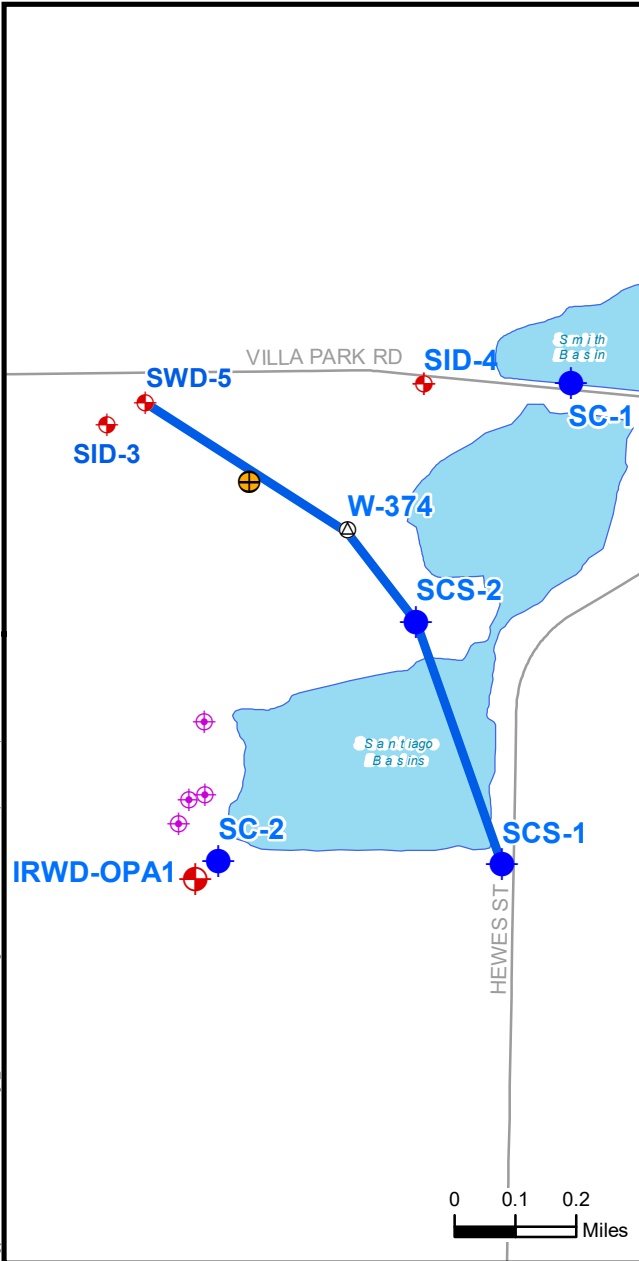 Smith
Basin
VILLA PARK RD
SID-4
SWD-5
SC-1
SID-3
W-374
SCS-2
Santiago
Basins
SC-2
SCS-1
IRWD-OPA1
HEWES ST
0 0.1 0.2
Miles